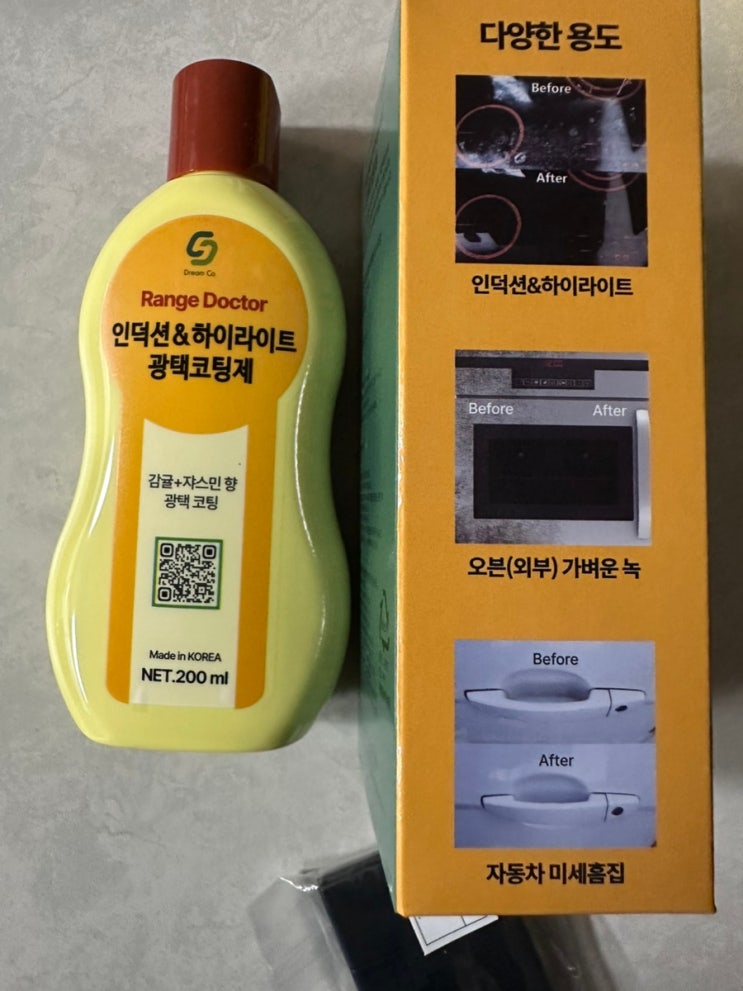 Dream Co
Range Doctor
인덕션&하이라이트
광택코팅제
감귤+쟈스민 향
광택 코팅
Made in KOREA
NET.200 ml
다양한 용도
Before
After
인덕션&하이라이트
Before After
오븐(외부) 가벼운 녹
Before
After
자동차 미세흠집